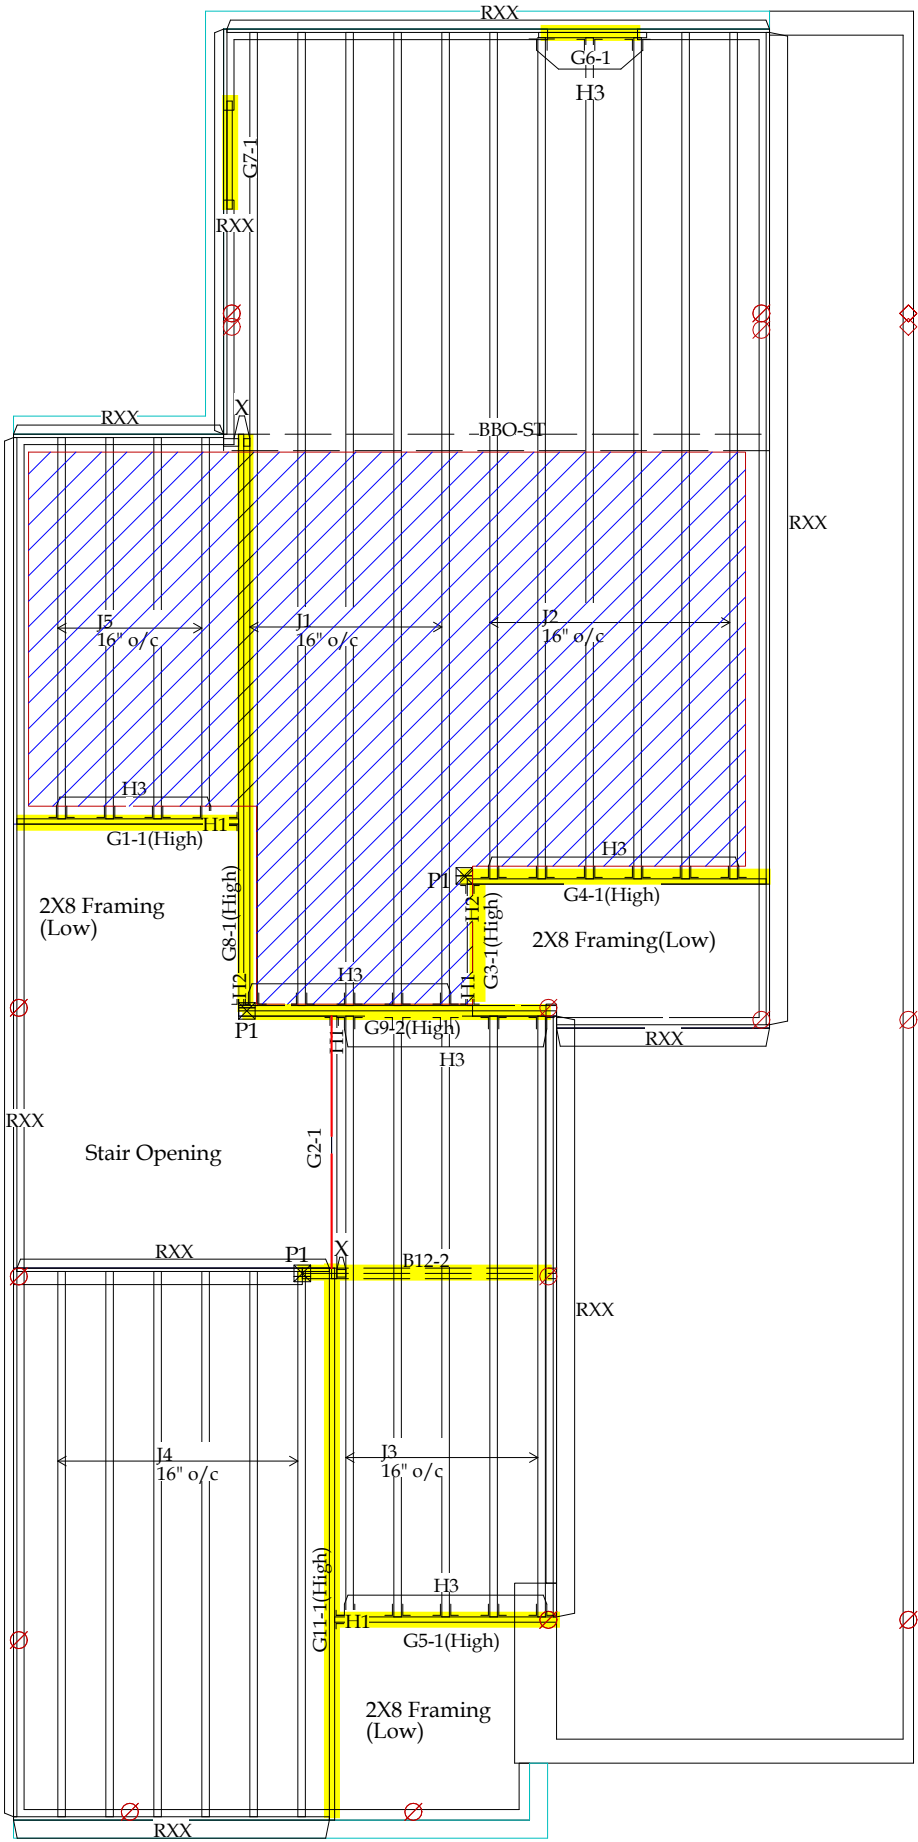 RXX
G6-1
H3
G7-1
RXX
X
RXX
BBO-ST
RXX
J5
16" o/c
J1
16" o/c
J2
16" o/c
H3
H1
G1-1(High)
H3
P1
G4-1(High)
2X8 Framing
(Low)
G8-1(High)
H2
G3-1(High)
2X8 Framing(Low)
H2
H1
H3
P1
G9-2(High)
H1
RXX
H3
RXX
G2-1
Stair Opening
RXX
P1
X
B12-2
RXX
J4
16" o/c
J3
16" o/c
G11-1(High)
H3
H1
G5-1(High)
2X8 Framing
(Low)
RXX